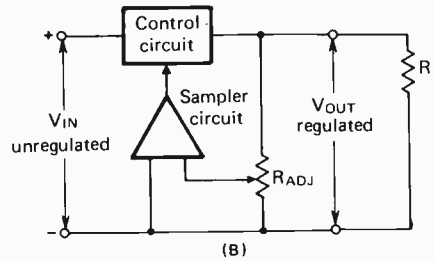 +
Control
circuit
Sampler
circuit
VIN
unregulated
VOUT
regulated
R
RADJ
-
(B)